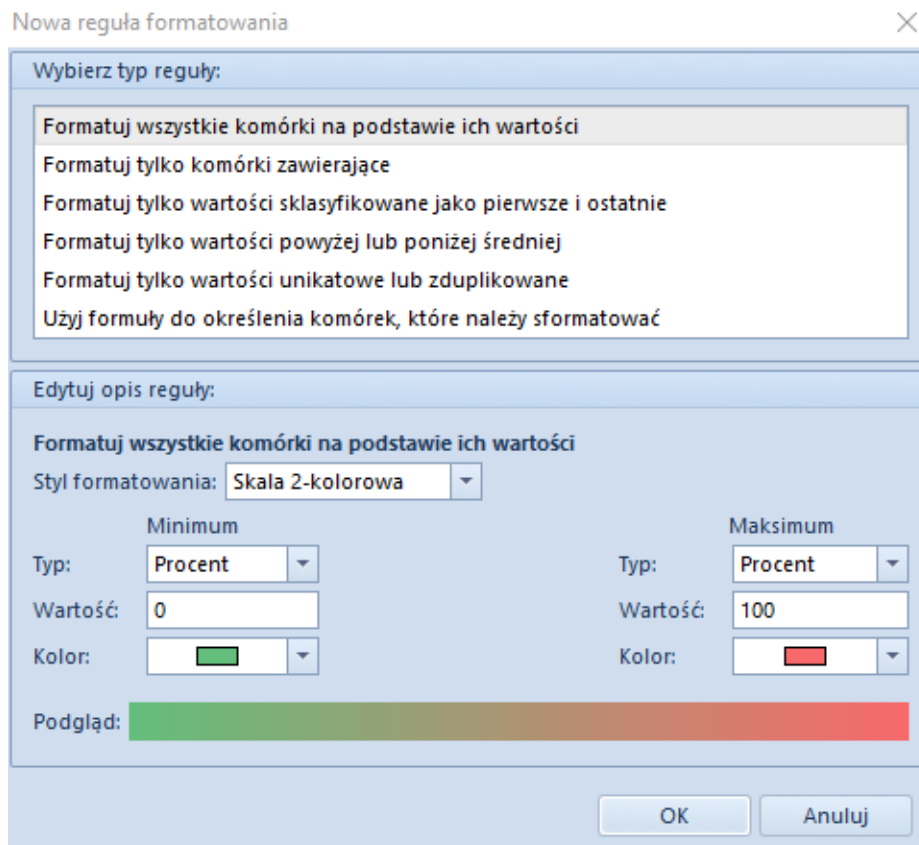 Nowa reguła formatowania
Wybierz typ reguły:
Formatuj wszystkie komórki na podstawie ich wartości
Formatuj tylko komórki zawierające
Formatuj tylko wartości sklasyfikowane jako pierwsze i ostatnie
Formatuj tylko wartości powyżej lub poniżej średniej
Formatuj tylko wartości unikatowe lub zduplikowane
Użyj formuły do określenia komórek, które należy sformatować
Edytuj opis reguły:
Formatuj wszystkie komórki na podstawie ich wartości
Styl formatowania: Skala 2-kolorowa
Minimum Maksimum
Typ: Procent Typ: Procent
Wartość: 0 Wartość: 100
Kolor: Kolor:
Podgląd:
OK Anuluj